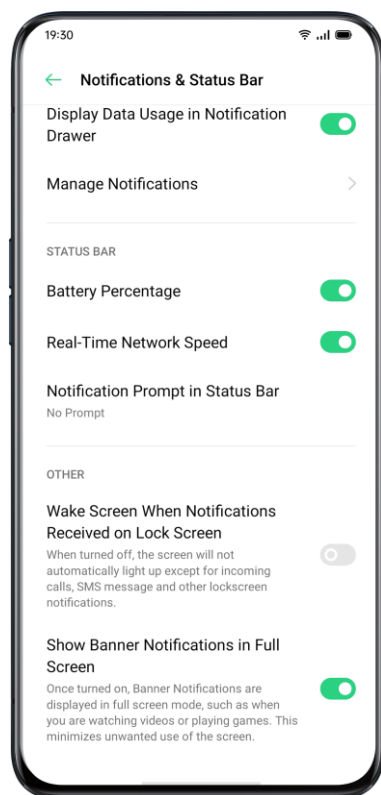 19:30
Notifications & Status Bar
Display Data Usage in Notification
Drawer
Manage Notifications
STATUS BAR
Battery Percentage
Real-Time Network Speed
Notification Prompt in Status Bar
No Prompt
OTHER
Wake Screen When Notifications
Received on Lock Screen
When turned off, the screen will not
automatically light up except for incoming
calls, SMS message and other lockscreen
notifications.
Show Banner Notifications in Full
Screen
Once turned on, Banner Notifications are
displayed in full screen mode, such as when
you are watching videos or playing games. This
minimizes unwanted use of the screen.